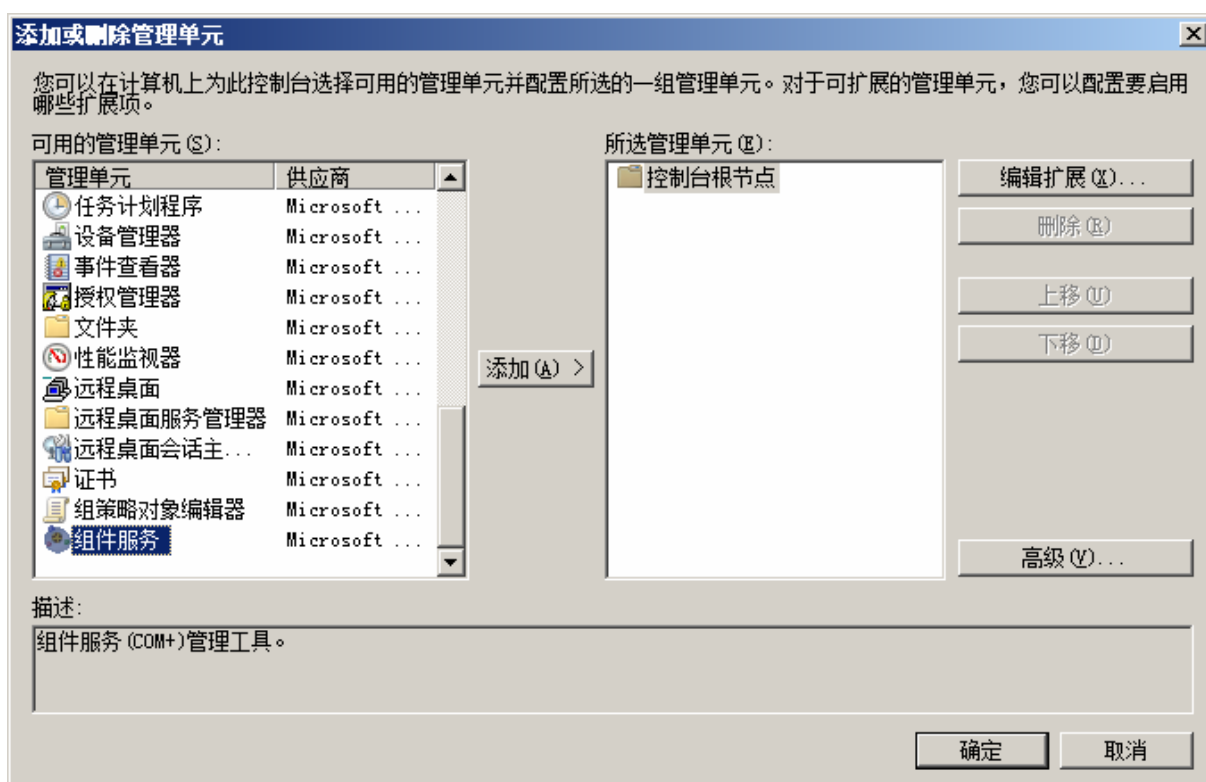 添加或删除管理单元
您可以在计算机上为此控制台选择可用的管理单元并配置所选的一组管理单元。对于可扩展的管理单元，您可以配置要启用
哪些扩展项。
可用的管理单元(S):
所选管理单元(E):
管理单元 供应商
任务计划程序 Microsoft ...
设备管理器 Microsoft ...
事件查看器 Microsoft ...
授权管理器 Microsoft ...
文件夹 Microsoft ...
性能监视器 Microsoft ...
远程桌面 Microsoft ...
远程桌面服务管理器 Microsoft ...
远程桌面会话主... Microsoft ...
证书 Microsoft ...
组策略对象编辑器 Microsoft ...
组件服务 Microsoft ...
添加(A) >
控制台根节点
编辑扩展(X)...
删除(R)
上移(U)
下移(D)
高级(V)...
描述:
组件服务(COM+)管理工具。
确定
取消